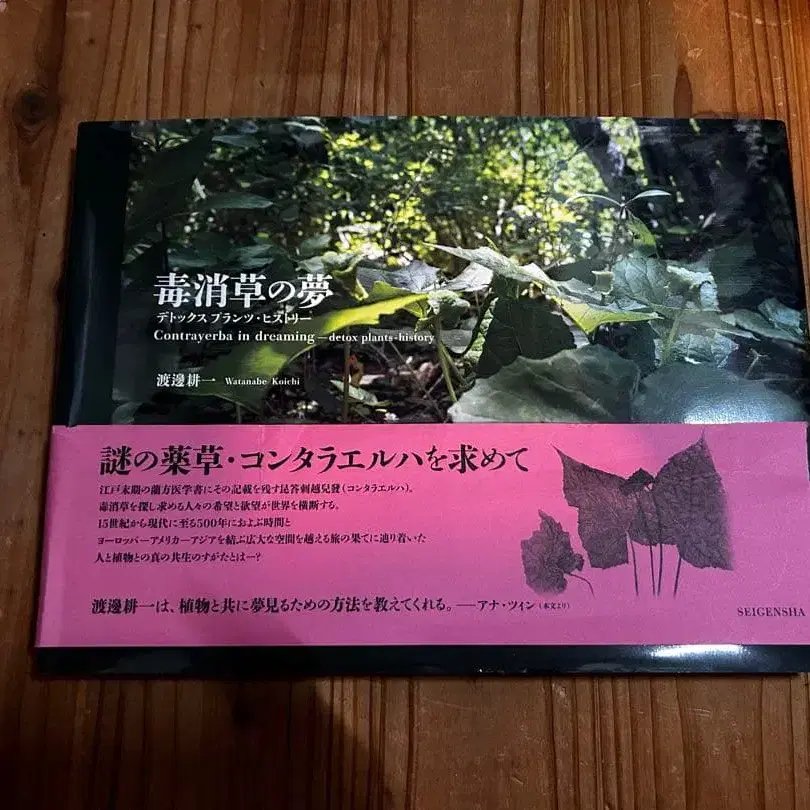 毒消草の夢
デトックス プランツ・ヒストリー
Contrayerba in dreaming—detox plants-history
渡邊耕一 Watanabe Koichi
謎の薬草・コンタラエルハを求めて
江戸末期の蘭方医学書にその記載を残す昆答刺越兒發(コンタラエルハ)。
毒消草を探し求める人々の希望と欲望が世界を横断する。
15世紀から現代に至る500年におよぶ時間と
ヨーロッパ—アメリカ—アジアを結ぶ広大な空間を越える旅の果てに辿り着いた
人と植物との真の共生のすがたとは—?
渡邊耕一は、植物と共に夢見るための方法を教えてくれる。——アナ・ツィン(本文より)
SEIGENSHA